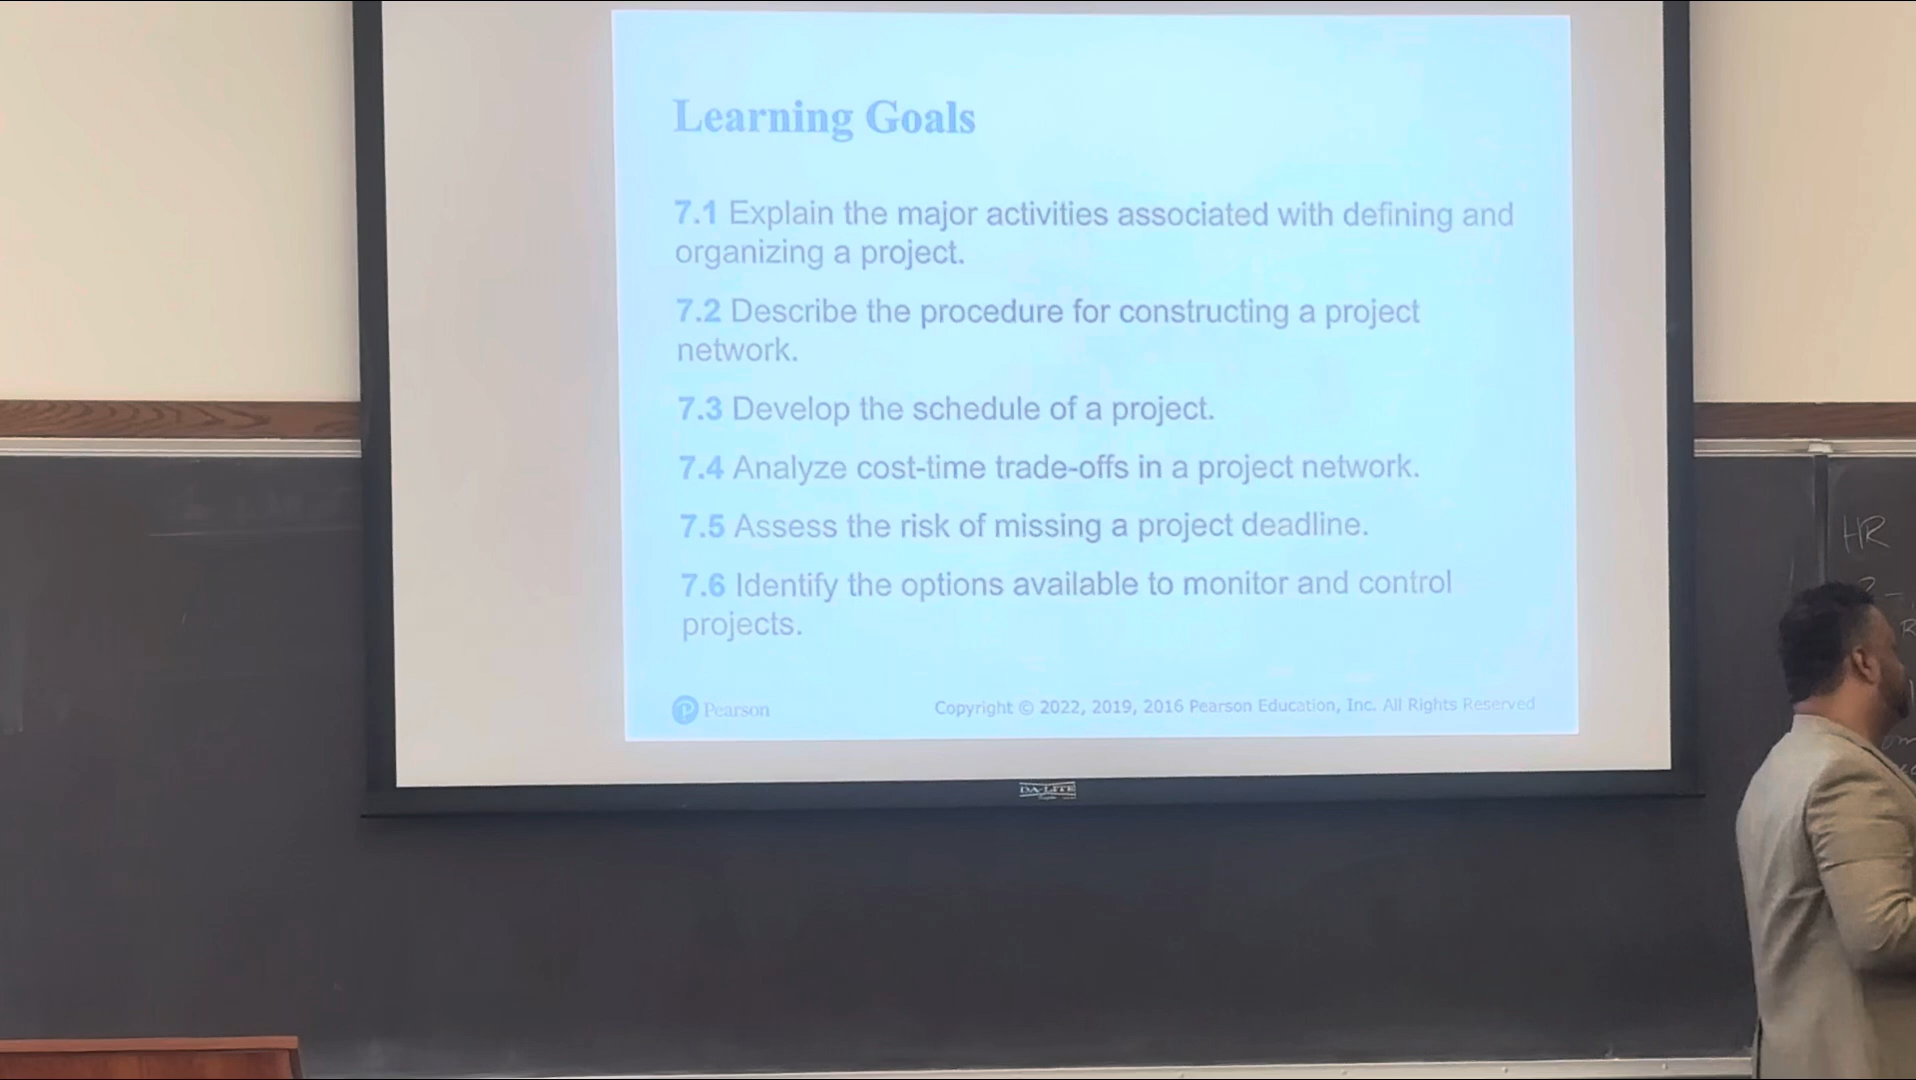 Learning Goals
7.1 Explain the major activities associated with defining and
organizing a project.
7.2 Describe the procedure for constructing a project
network.
7.3 Develop the schedule of a project.
7.4 Analyze cost-time trade-offs in a project network.
7.5 Assess the risk of missing a project deadline.
7.6 Identify the options available to monitor and control
projects.
Pearson
Copyright © 2022, 2019, 2016 Pearson Education, Inc. All Rights Reserved
DA-LITE
HR